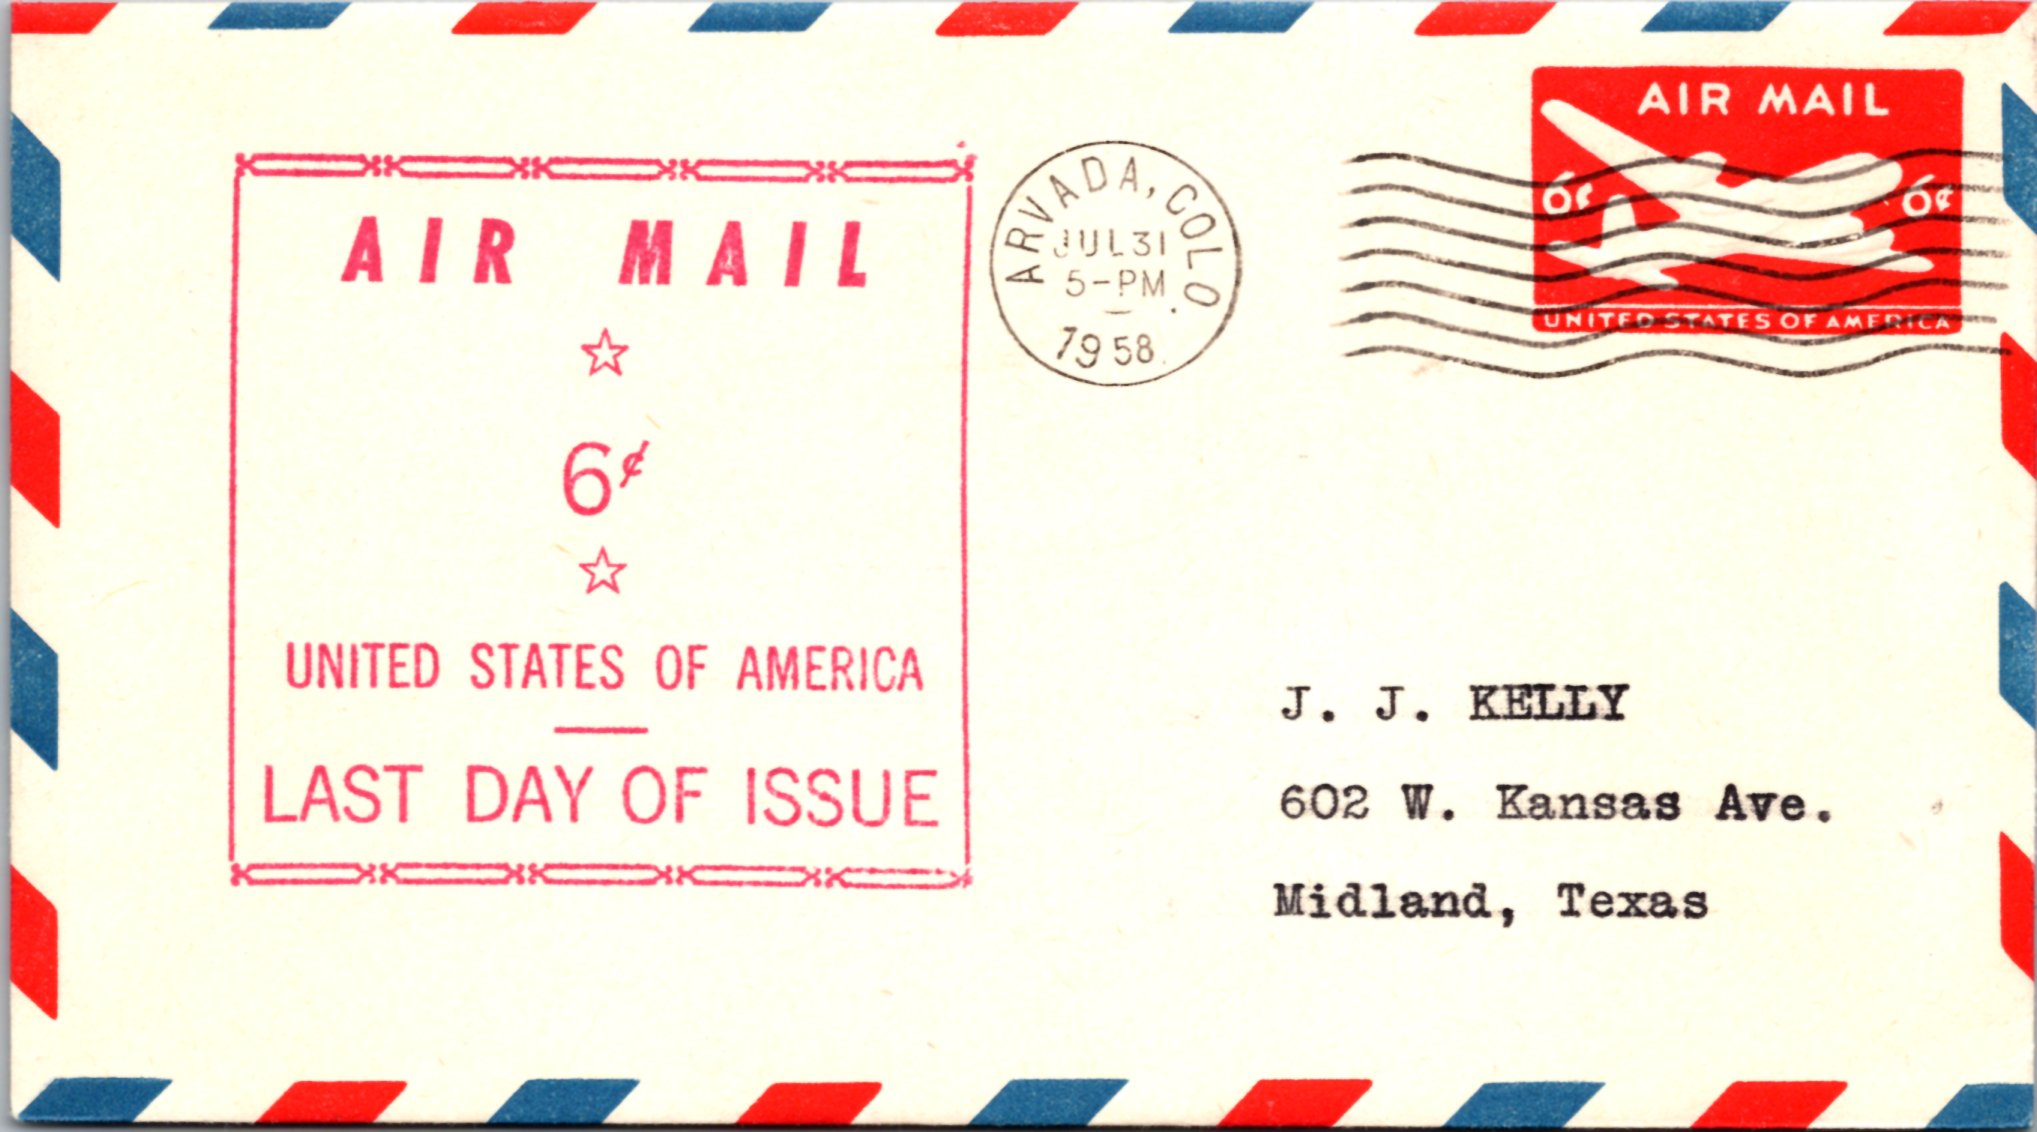 AIR MAIL
6¢
UNITED STATES OF AMERICA
LAST DAY OF ISSUE
ARVADA, COLO.
JUL 31
5-PM
1958
AIR MAIL
6¢ 6¢
UNITED STATES OF AMERICA
J. J. KELLY
602 W. Kansas Ave.
Midland, Texas